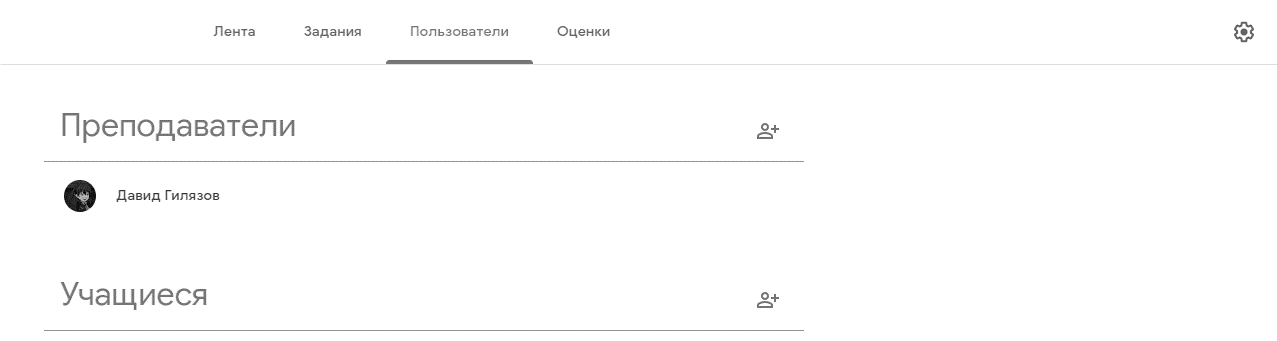 Лента Задания Пользователи Оценки
Преподаватели
Давид Гилязов
Учащиеся